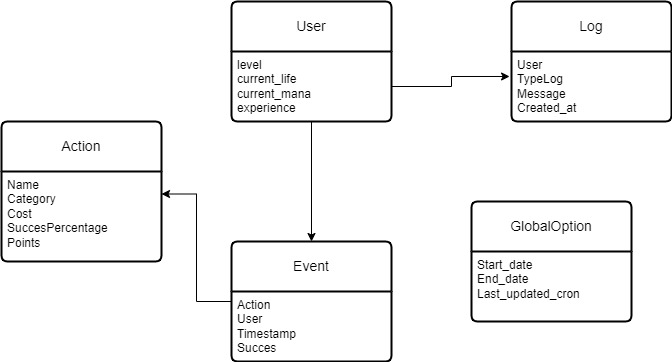 User
level
current_life
current_mana
experience
Log
User
TypeLog
Message
Created_at
Action
Name
Category
Cost
SuccesPercentage
Points
Event
Action
User
Timestamp
Succes
GlobalOption
Start_date
End_date
Last_updated_cron